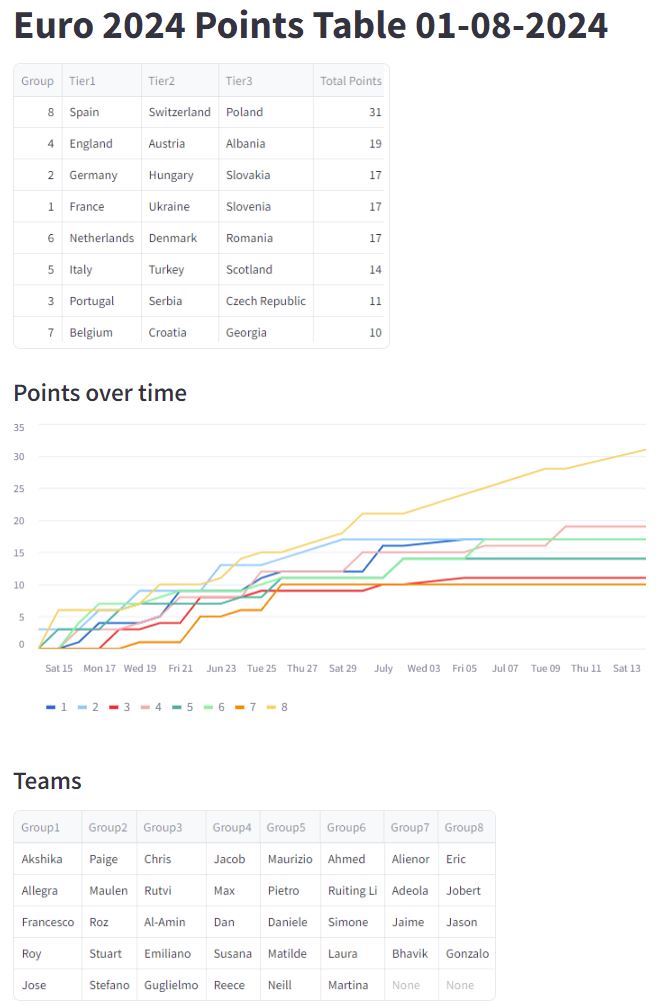 Euro 2024 Points Table 01-08-2024
Group Tier1 Tier2 Tier3 Total Points
8 Spain Switzerland Poland 31
4 England Austria Albania 19
2 Germany Hungary Slovakia 17
1 France Ukraine Slovenia 17
6 Netherlands Denmark Romania 17
5 Italy Turkey Scotland 14
3 Portugal Serbia Czech Republic 11
7 Belgium Croatia Georgia 10
Points over time
35
30
25
20
15
10
5
0
Sat 15 Mon 17 Wed 19 Fri 21 Jun 23 Tue 25 Thu 27 Sat 29 July Wed 03 Fri 05 Jul 07 Tue 09 Thu 11 Sat 13
1 2 3 4 5 6 7 8
Teams
Group1 Group2 Group3 Group4 Group5 Group6 Group7 Group8
Akshika Paige Chris Jacob Maurizio Ahmed Alienor Eric
Allegra Maulen Rutvi Max Pietro Ruiting Li Adeola Jobert
Francesco Roz Al-Amin Dan Daniele Simone Jaime Jason
Roy Stuart Emiliano Susana Matilde Laura Bhavik Gonzalo
Jose Stefano Guglielmo Reece Neill Martina None None